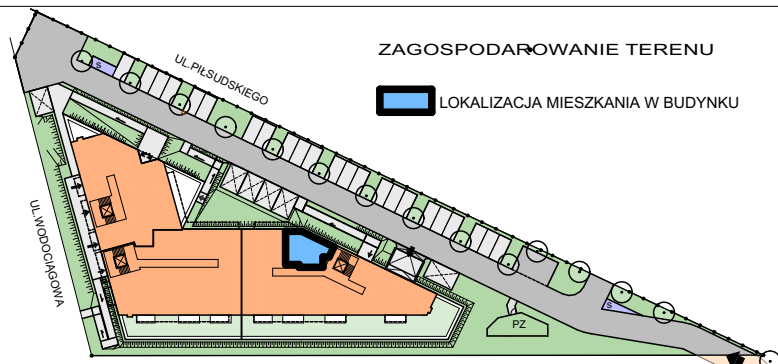 ZAGOSPODAROWANIE TERENU
UL.PIŁSUDSKIEGO
LOKALIZACJA MIESZKANIA W BUDYNKU
UL.WODOCIĄGOWA
Ś
Ś
PZ